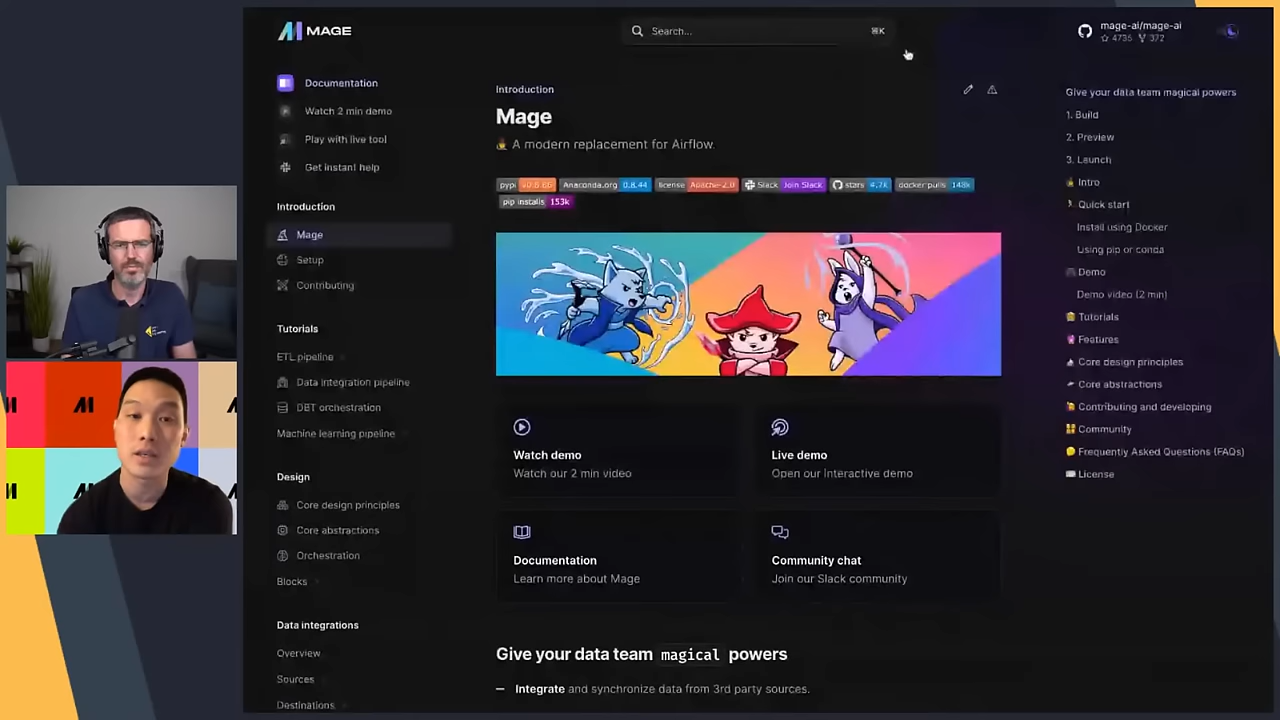 MAGE
Search...
⌘K
mage-ai/mage-ai
4735 372
Documentation
Watch 2 min demo
Play with live tool
Get instant help
Introduction
Mage
Setup
Contributing
Tutorials
ETL pipeline
Data integration pipeline
DBT orchestration
Machine learning pipeline
Design
Core design principles
Core abstractions
Orchestration
Blocks
Data integrations
Overview
Sources
Destinations
Introduction
Mage
A modern replacement for Airflow.
pypi Anaconda.org 0.8.44 license Apache-2.0 Slack Join Slack stars 4.7k docker pulls 148k
pip installs 153k
Watch demo
Watch our 2 min video
Live demo
Open our Interactive demo
Documentation
Learn more about Mage
Community chat
Join our Slack community
Give your data team magical powers
— Integrate and synchronize data from 3rd party sources.
Give your data team magical powers
1. Build
2. Preview
3. Launch
Intro
Quick start
Install using Docker
Using pip or conda
Demo
Demo video (2 min)
Tutorials
Features
Core design principles
Core abstractions
Contributing and developing
Community
Frequently Asked Questions (FAQs)
License